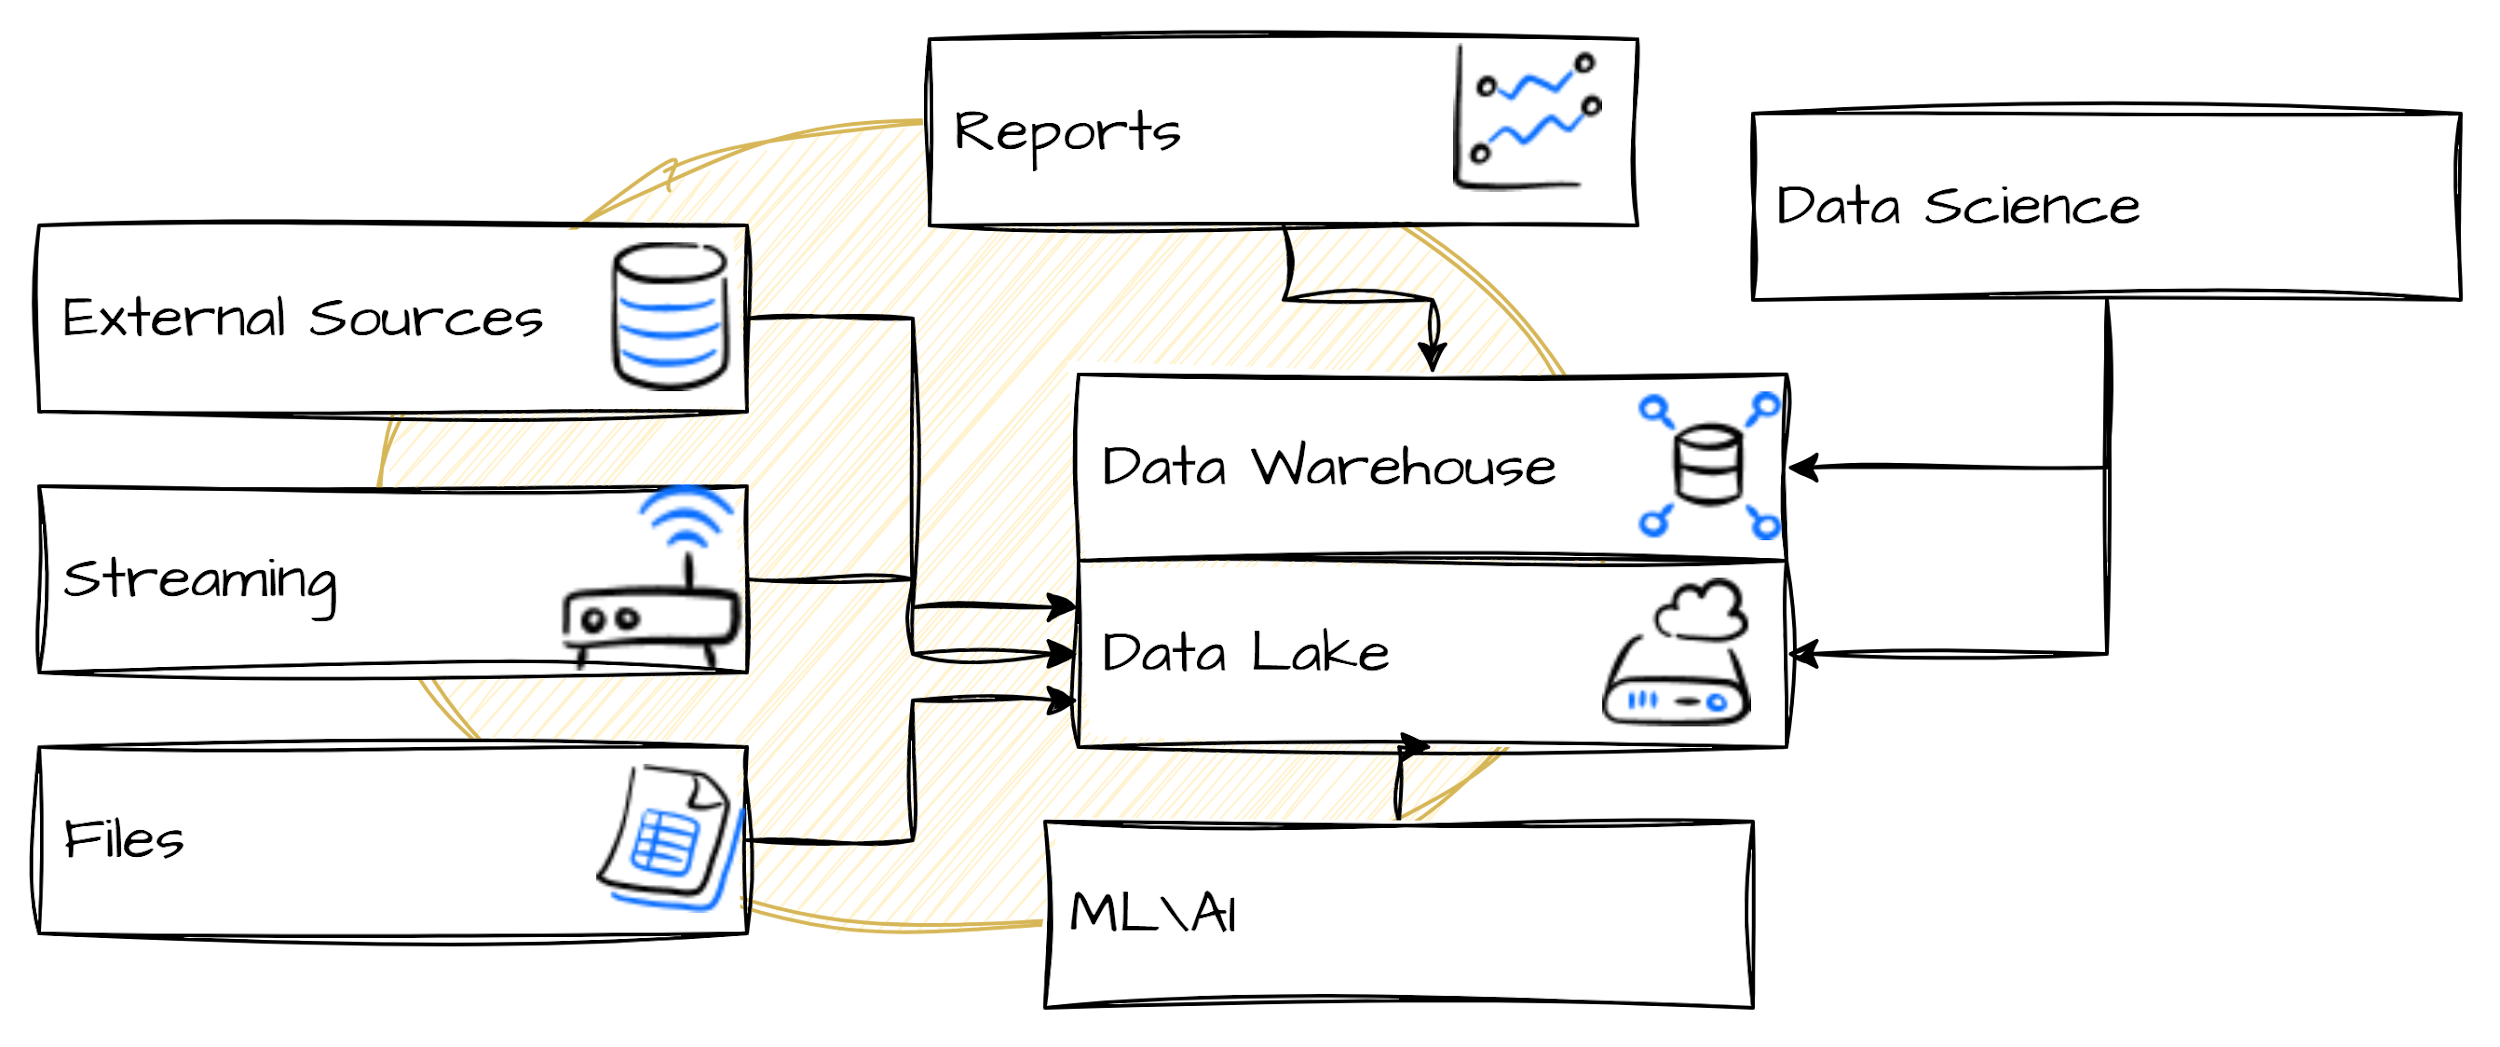 Reports
Data Science
External Sources
Data Warehouse
Streaming
Data Lake
Files
ML\AI